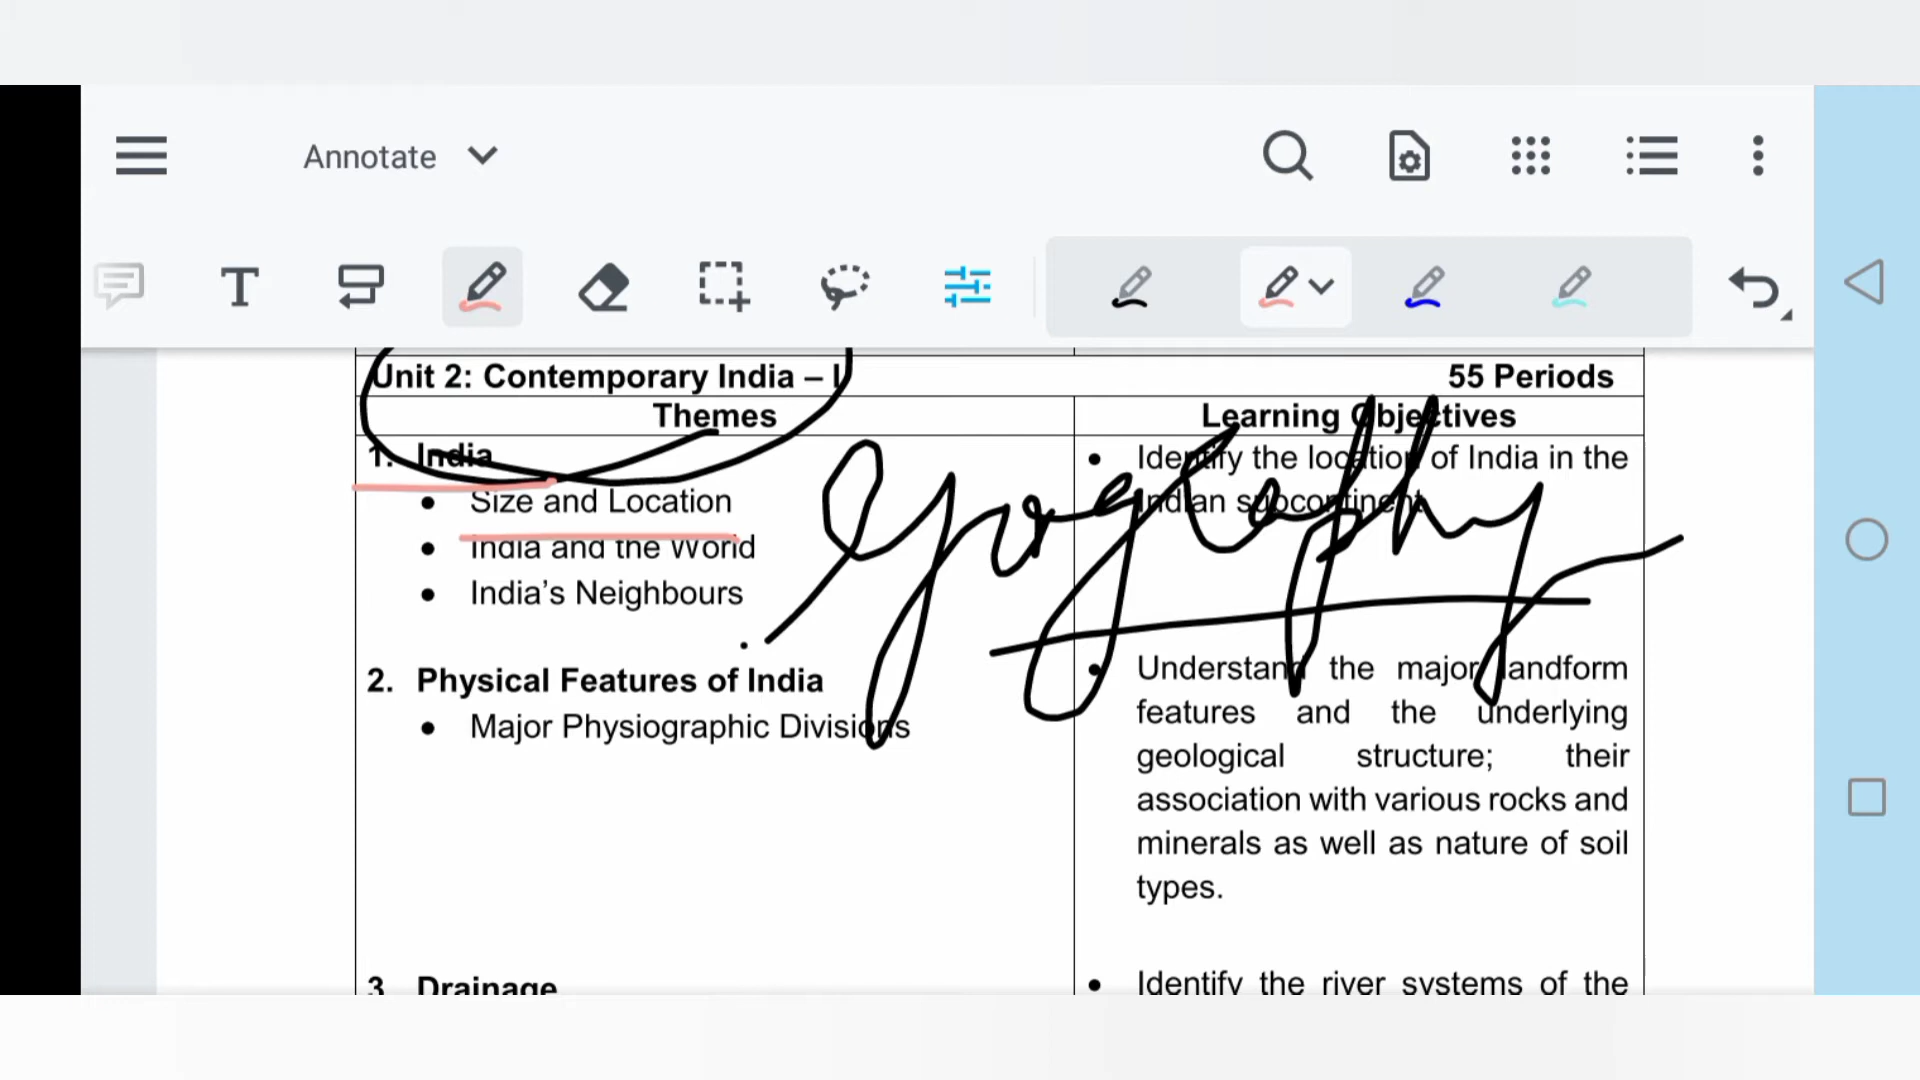 Annotate
T
Unit 2: Contemporary India – I 55 Periods
Themes Learning Objectives
1. India
• Size and Location
• India and the World
• India’s Neighbours
• Identify the location of India in the
Indian subcontinent
Geography
2. Physical Features of India
• Major Physiographic Divisions
• Understand the major landform
features and the underlying
geological structure; their
association with various rocks and
minerals as well as nature of soil
types.
3. Drainage
• Identify the river systems of the